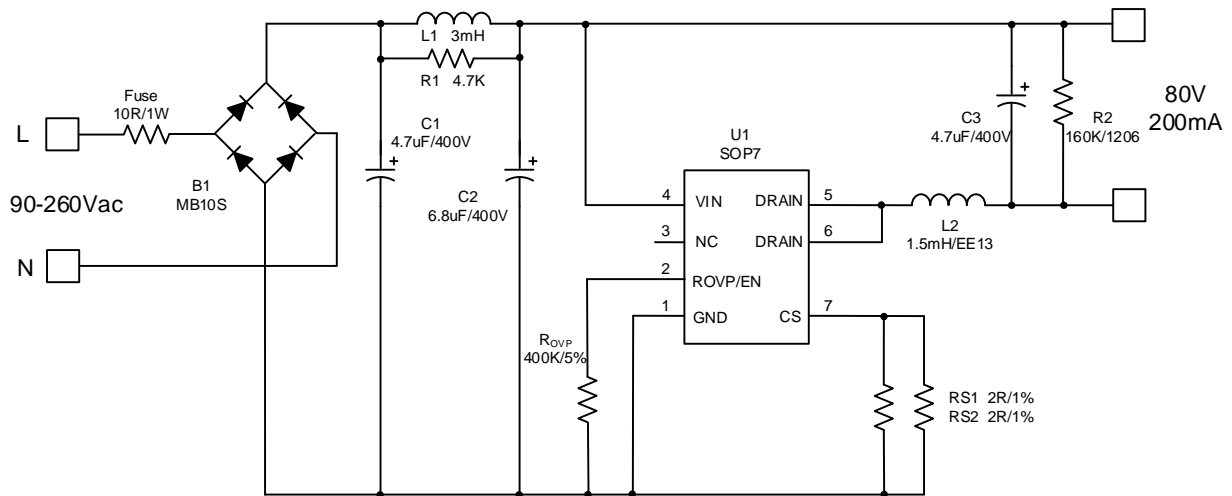 L1 3mH
R1 4.7K
Fuse
10R/1W
L
90-260Vac
N
B1
MB10S
C1
4.7uF/400V
C2
6.8uF/400V
U1
SOP7
4
VIN
DRAIN
5
3
NC
DRAIN
6
2
ROVP/EN
1
GND
CS
7
L2
1.5mH/EE13
C3
4.7uF/400V
R2
160K/1206
80V
200mA
ROVP
400K/5%
RS1 2R/1%
RS2 2R/1%